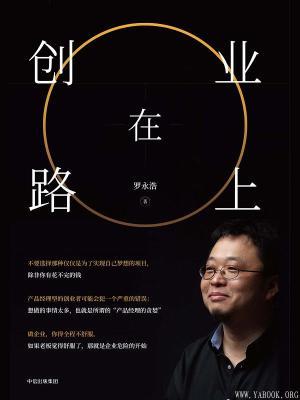 创业
在
路上
罗永浩
著
不要选择那种仅仅是为了实现自己梦想的项目，
除非你有花不完的钱
产品经理型的创业者可能会犯一个严重的错误：
想做的事情太多，也就是所谓的“产品经理的贪婪”
做企业，你得全程不舒服。
如果老板觉得舒服了，那就是企业危险的开始
中信出版集团
WWW.YABOOK.ORG